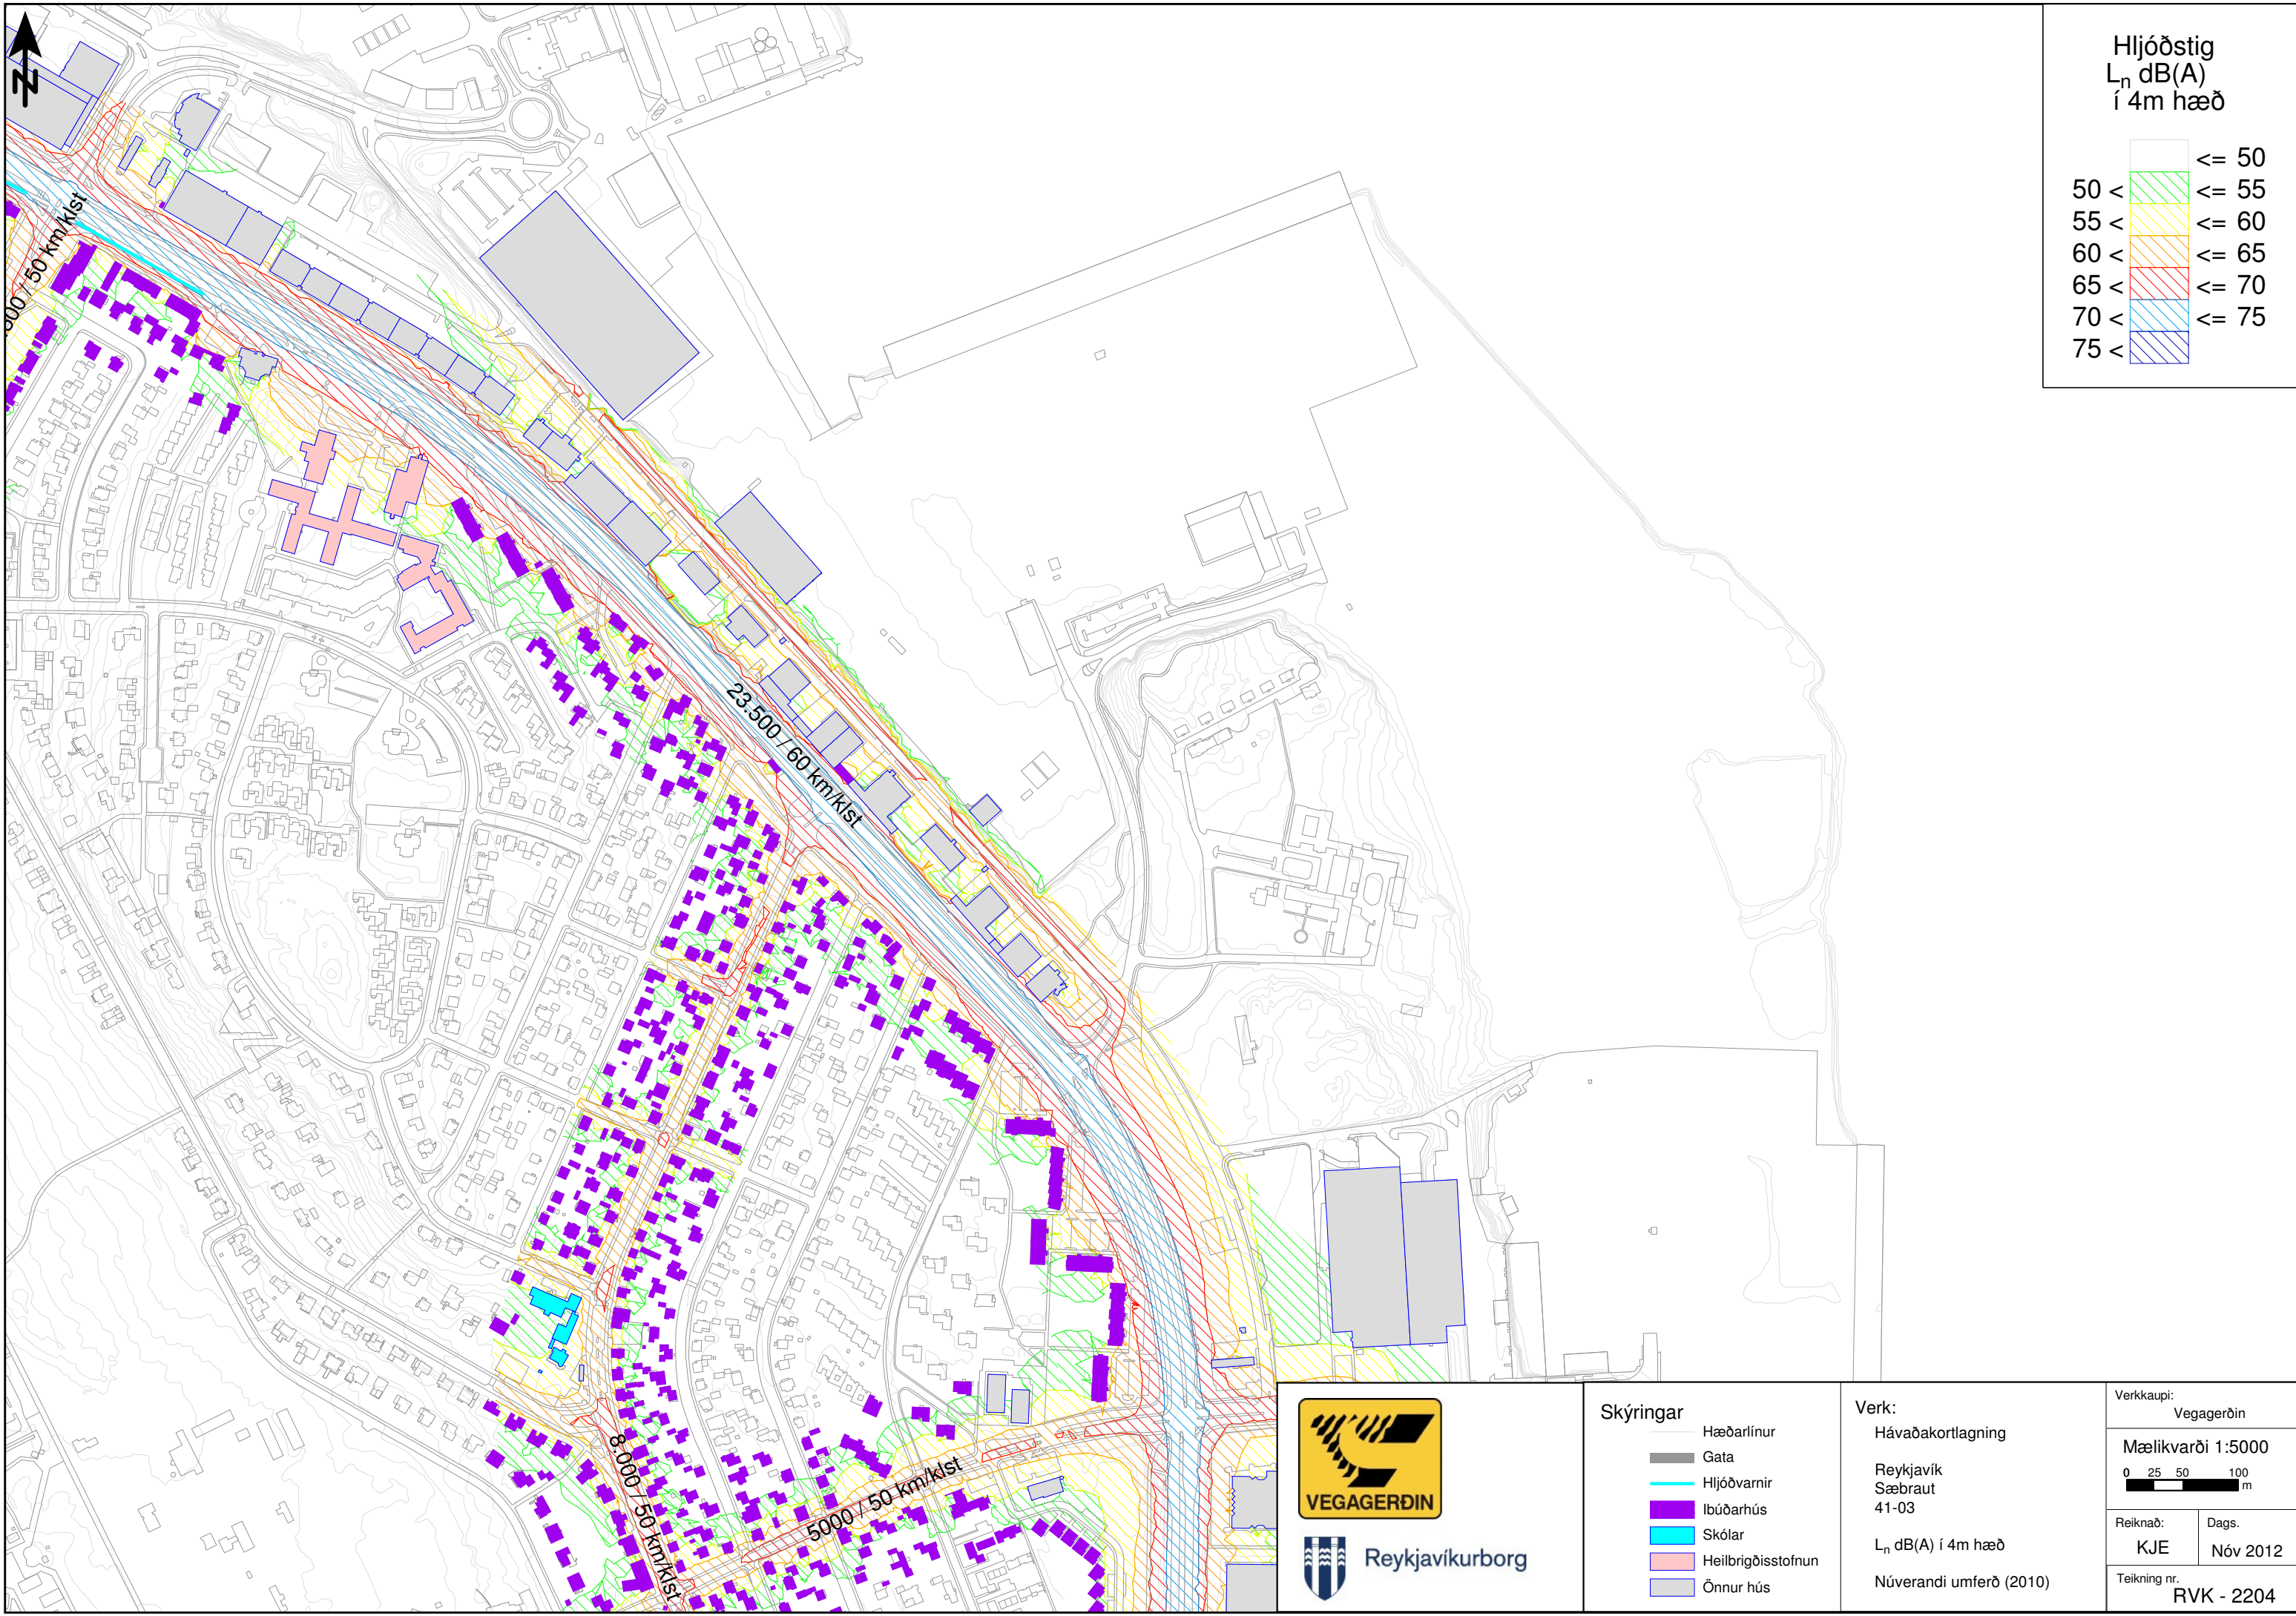 N
Hljóðstig
Ln dB(A)
í 4m hæð
<= 50
50 < <= 55
55 < <= 60
60 < <= 65
65 < <= 70
70 < <= 75
75 <
500 / 50 km/klst
23.500 / 60 km/klst
8.000 / 50 km/klst
5000 / 50 km/klst
VEGAGERÐIN
Reykjavíkurborg
Skýringar
Hæðarlínur
Gata
Hljóðvarnir
Ibúðarhús
Skólar
Heilbrigðisstofnun
Önnur hús
Verk:
Hávaðakortlagning
Reykjavík
Sæbraut
41-03
Ln dB(A) í 4m hæð
Núverandi umferð (2010)
Verkkaupi:
Vegagerðin
Mælikvarði 1:5000
0 25 50 100
m
Reiknað:
KJE
Dags.
Nóv 2012
Teikning nr.
RVK - 2204